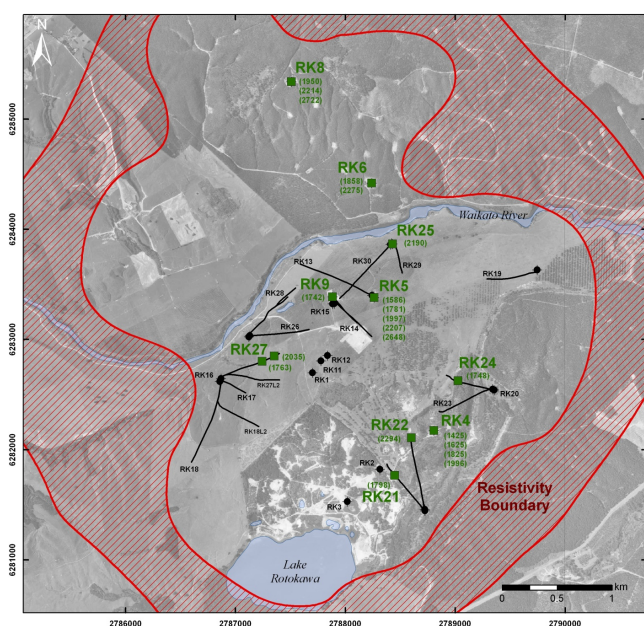 RK8
(1950)
(2214)
(2722)
6285000
RK6
(1858)
(2275)
Waikato River
6284000
RK25
(2190)
RK13
RK30
RK29
RK19
RK28
RK9
(1742)
RK5
(1586)
(1781)
(1997)
(2207)
(2648)
RK15
RK26
RK14
6283000
RK27
(2035)
(1763)
RK12
RK11
RK1
RK16
RK27L2
RK17
RK24
(1748)
RK20
RK23
RK18L2
RK22
(2294)
RK4
(1425)
(1625)
(1825)
(1996)
6282000
RK18
RK2
(1798)
RK21
RK3
Resistivity
Boundary
6281000
Lake
Rotokawa
0 0.5 1
km
2786000 2787000 2788000 2789000 2790000